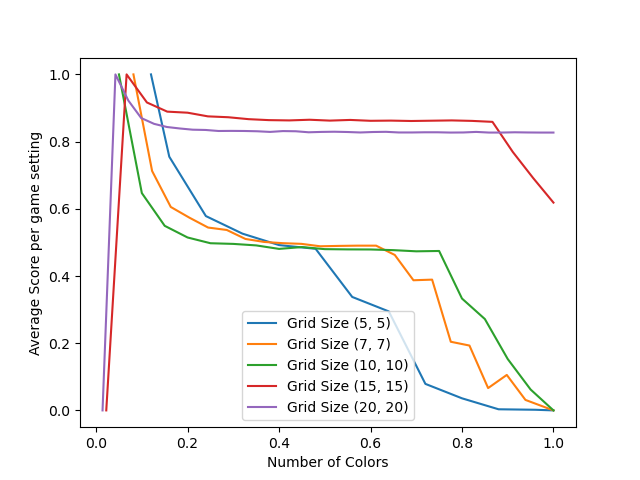 1.0
0.8
0.6
0.4
0.2
0.0
Average Score per game setting
Grid Size (5, 5)
Grid Size (7, 7)
Grid Size (10, 10)
Grid Size (15, 15)
Grid Size (20, 20)
0.0 0.2 0.4 0.6 0.8 1.0
Number of Colors